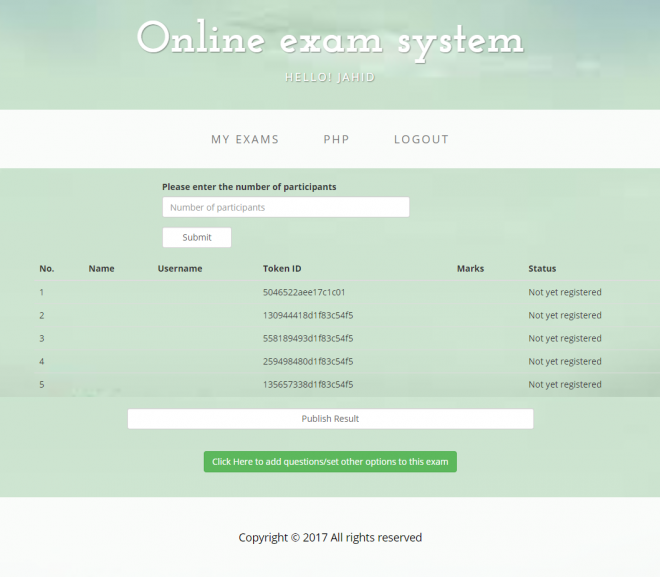 Online exam system
HELLO! JAHID
MY EXAMS PHP LOGOUT
Please enter the number of participants
Number of participants
Submit
No. Name Username Token ID Marks Status
1 5046522aee17c1c01 Not yet registered
2 130944418d1f83c54f5 Not yet registered
3 558189493d1f83c54f5 Not yet registered
4 259498480d1f83c54f5 Not yet registered
5 135657338d1f83c54f5 Not yet registered
Publish Result
Click Here to add questions/set other options to this exam
Copyright © 2017 All rights reserved